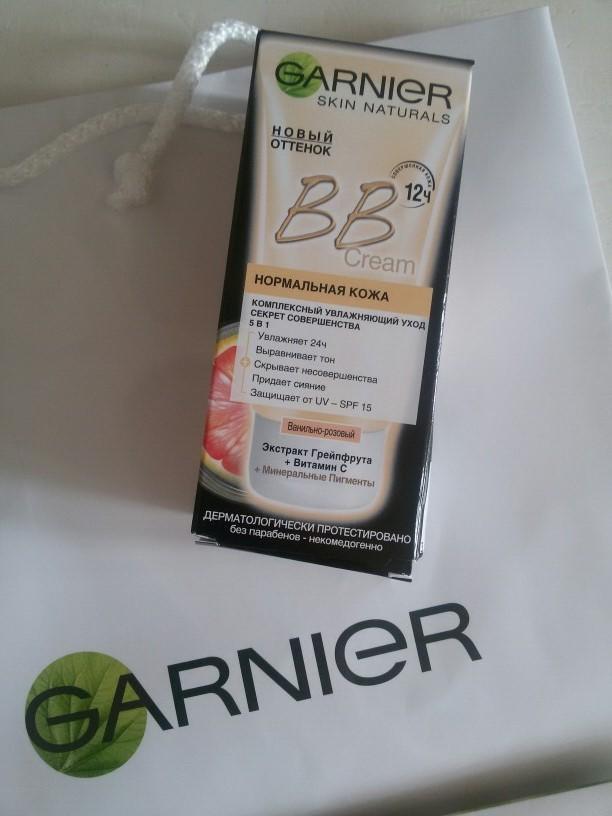 GARNIER
SKIN NATURALS
НОВЫЙ
ОТТЕНОК
СОВЕРШЕННАЯ КОЖА
12ч
BB
Cream
НОРМАЛЬНАЯ КОЖА
КОМПЛЕКСНЫЙ УВЛАЖНЯЮЩИЙ УХОД
СЕКРЕТ СОВЕРШЕНСТВА
5 В 1
Увлажняет 24ч
Выравнивает тон
+ Скрывает несовершенства
Придает сияние
Защищает от UV – SPF 15
Ванильно-розовый
Экстракт Грейпфрута
+ Витамин С
+ Минеральные Пигменты
ДЕРМАТОЛОГИЧЕСКИ ПРОТЕСТИРОВАНО
без парабенов - некомедогенно
GARNIER